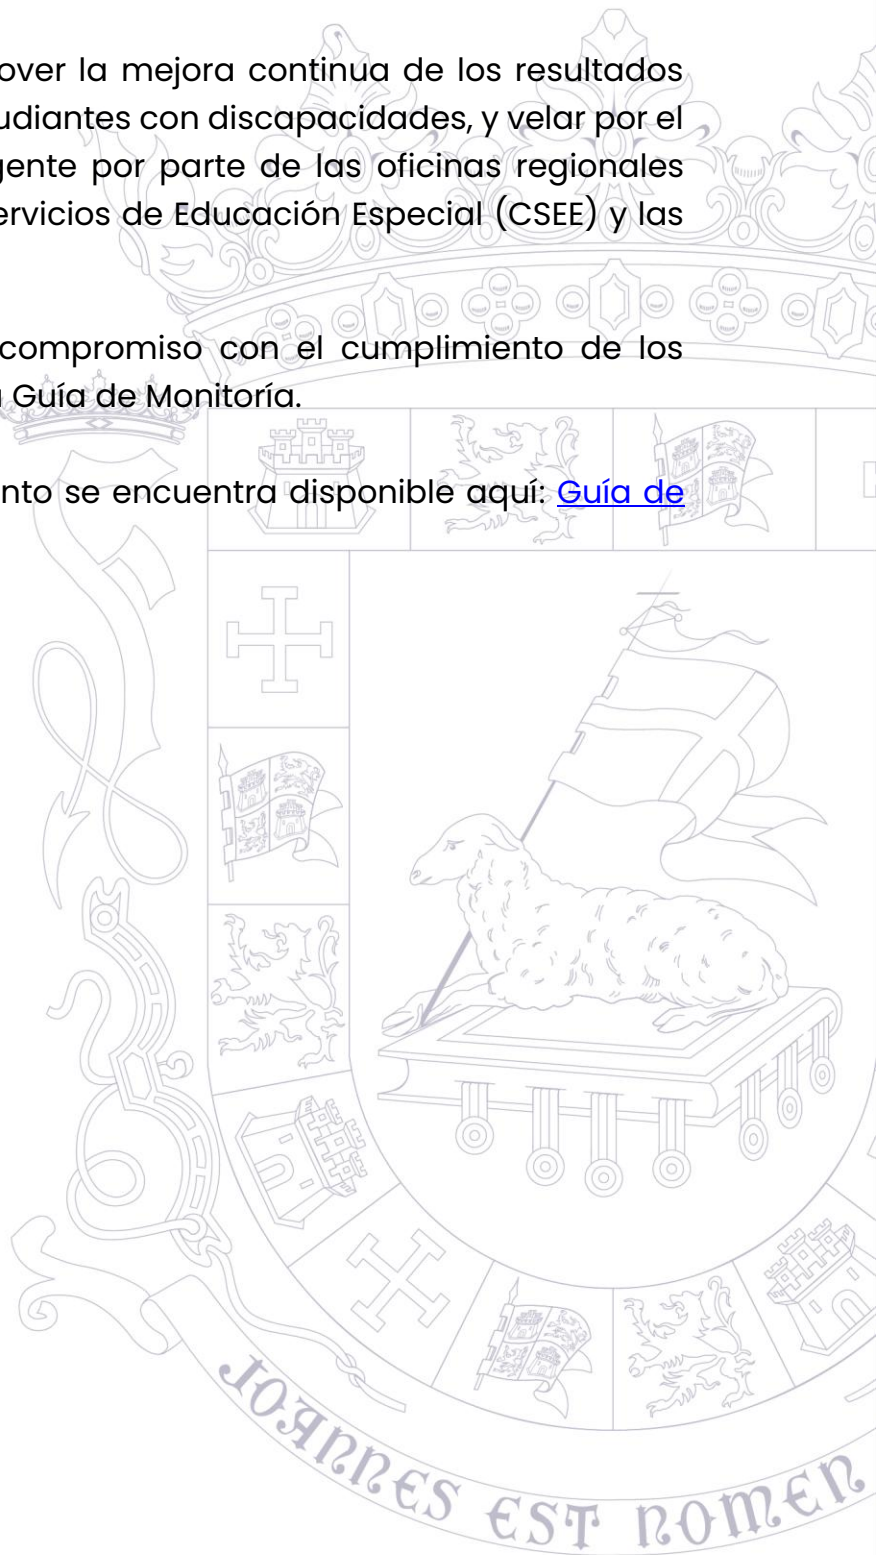 over la mejora continua de los resultados
udiantes con discapacidades, y velar por el
gente por parte de las oficinas regionales
ervicios de Educación Especial (CSEE) y las
compromiso con el cumplimiento de los
a Guía de Monitoría.
nto se encuentra disponible aquí: Guía de
JOANNES EST NOMEN